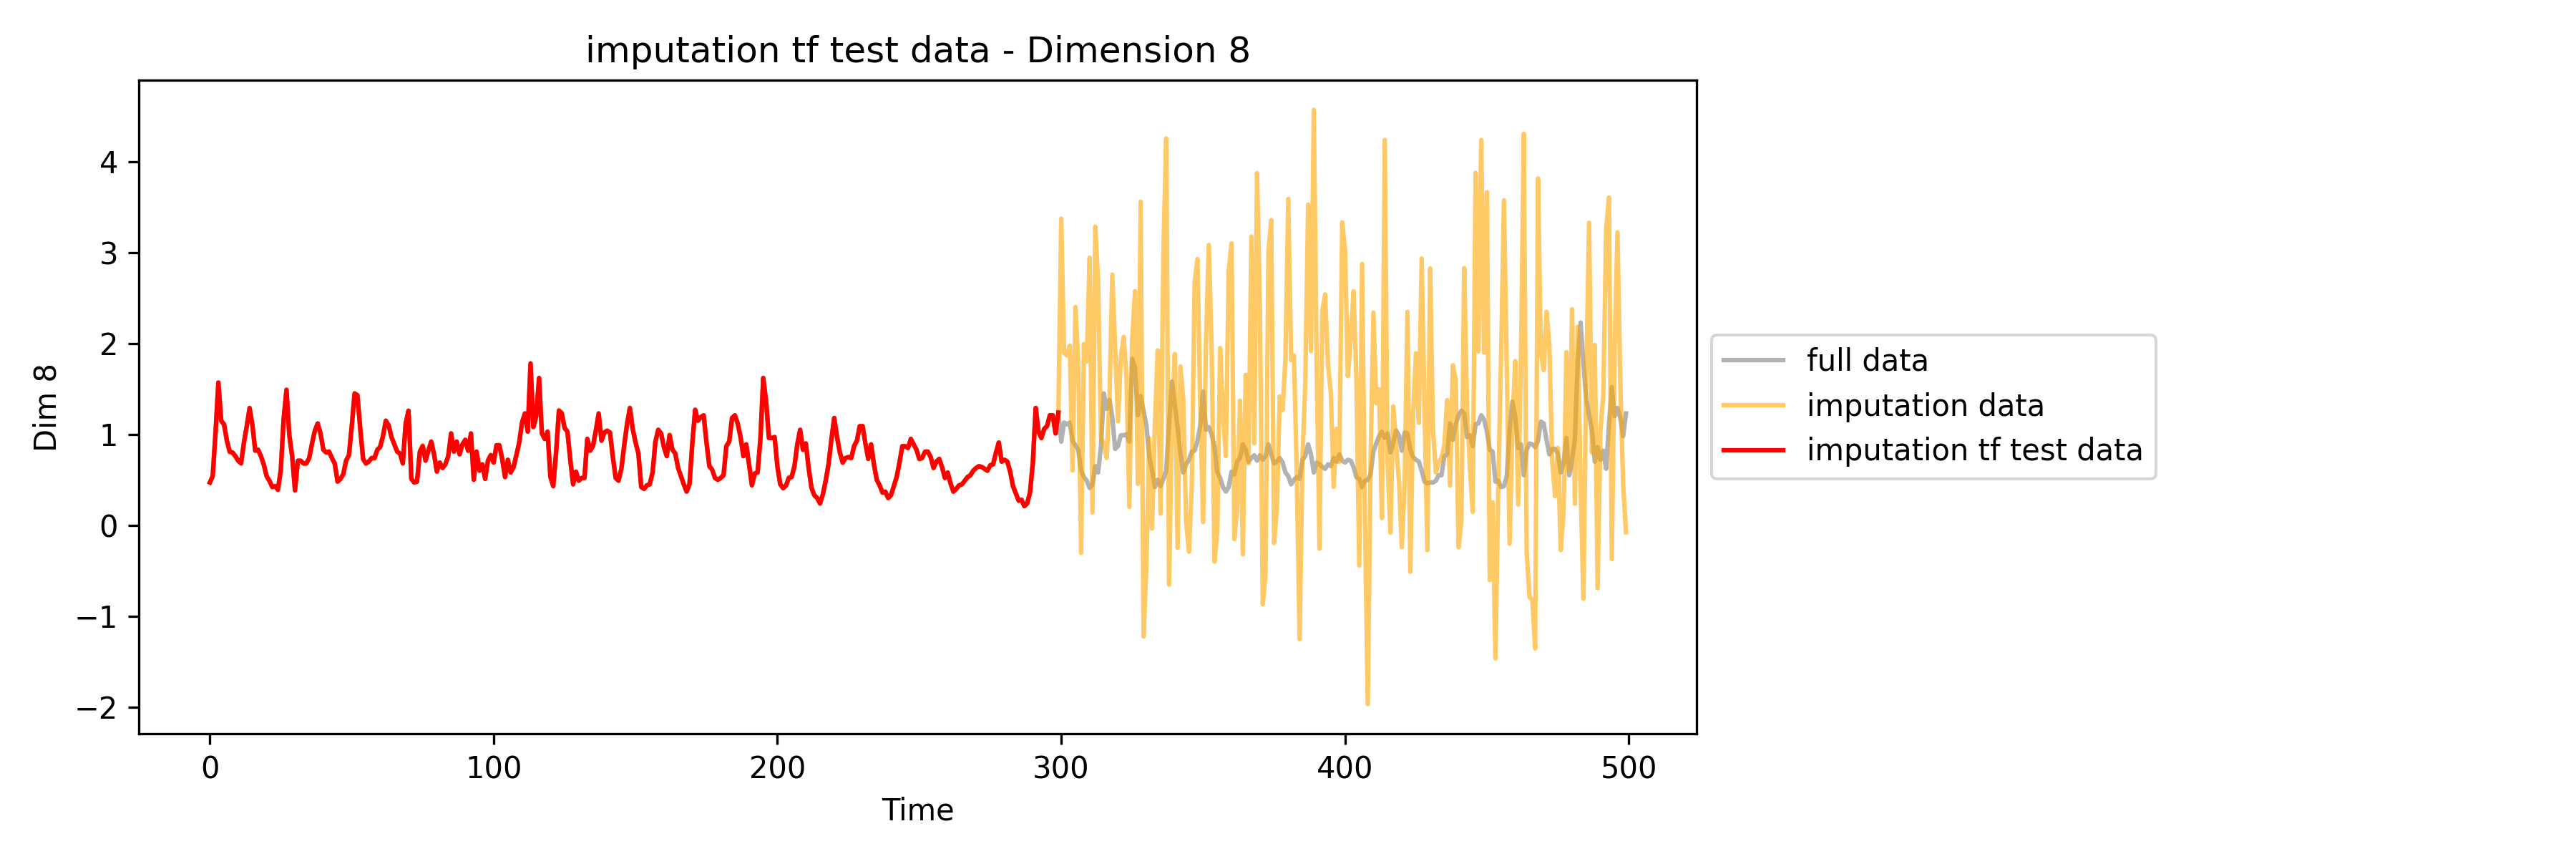 imputation tf test data - Dimension 8
Dim 8
4
3
2
1
0
−1
−2
0 100 200 300 400 500
Time
full data
imputation data
imputation tf test data